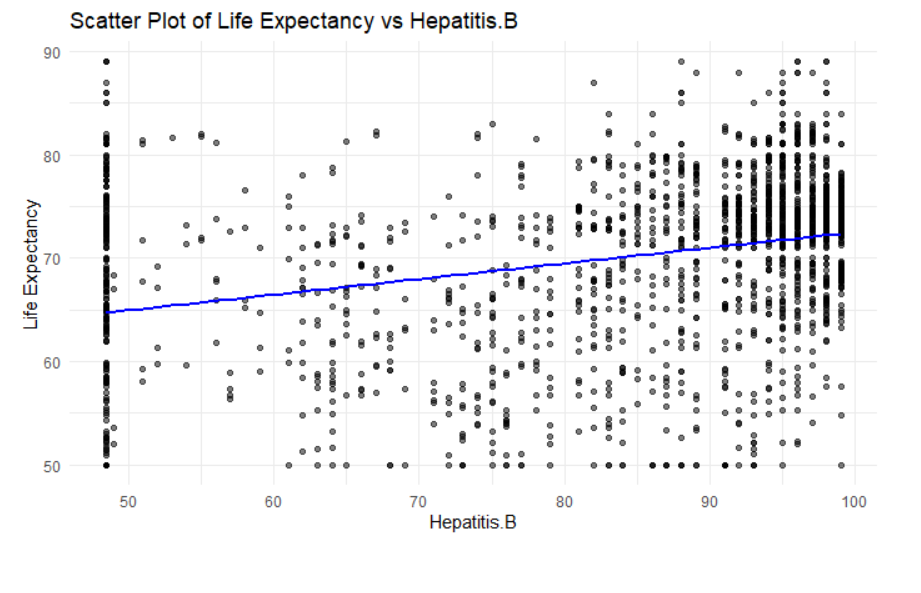 Scatter Plot of Life Expectancy vs Hepatitis.B
90
80
70
60
50
Life Expectancy
50 60 70 80 90 100
Hepatitis.B